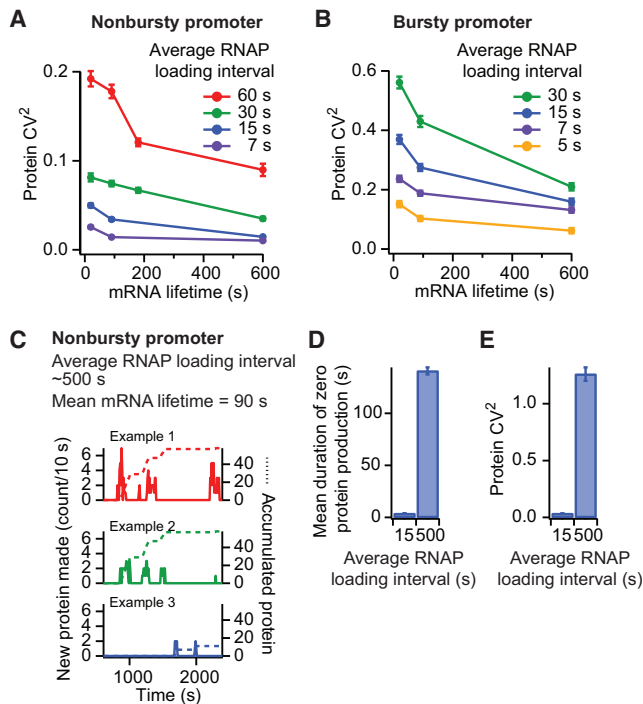 A Nonbursty promoter
Average RNAP
loading interval
60 s
30 s
15 s
7 s
Protein CV2
0.2
0.1
0.0
0 200 400 600
mRNA lifetime (s)
B Bursty promoter
Average RNAP
loading interval
30 s
15 s
7 s
5 s
Protein CV2
0.6
0.4
0.2
0.0
0 200 400 600
mRNA lifetime (s)
C Nonbursty promoter
Average RNAP loading interval
~500 s
Mean mRNA lifetime = 90 s
New protein made (count/10 s)
Accumulated protein
Example 1
6
4
2
0
40
20
0
Example 2
6
4
2
0
40
20
0
Example 3
6
4
2
0
40
20
0
1000 2000
Time (s)
D
Mean duration of zero
protein production (s)
100
50
0
15500
Average RNAP
loading interval (s)
E
Protein CV2
1.0
0.5
0.0
15500
Average RNAP
loading interval (s)